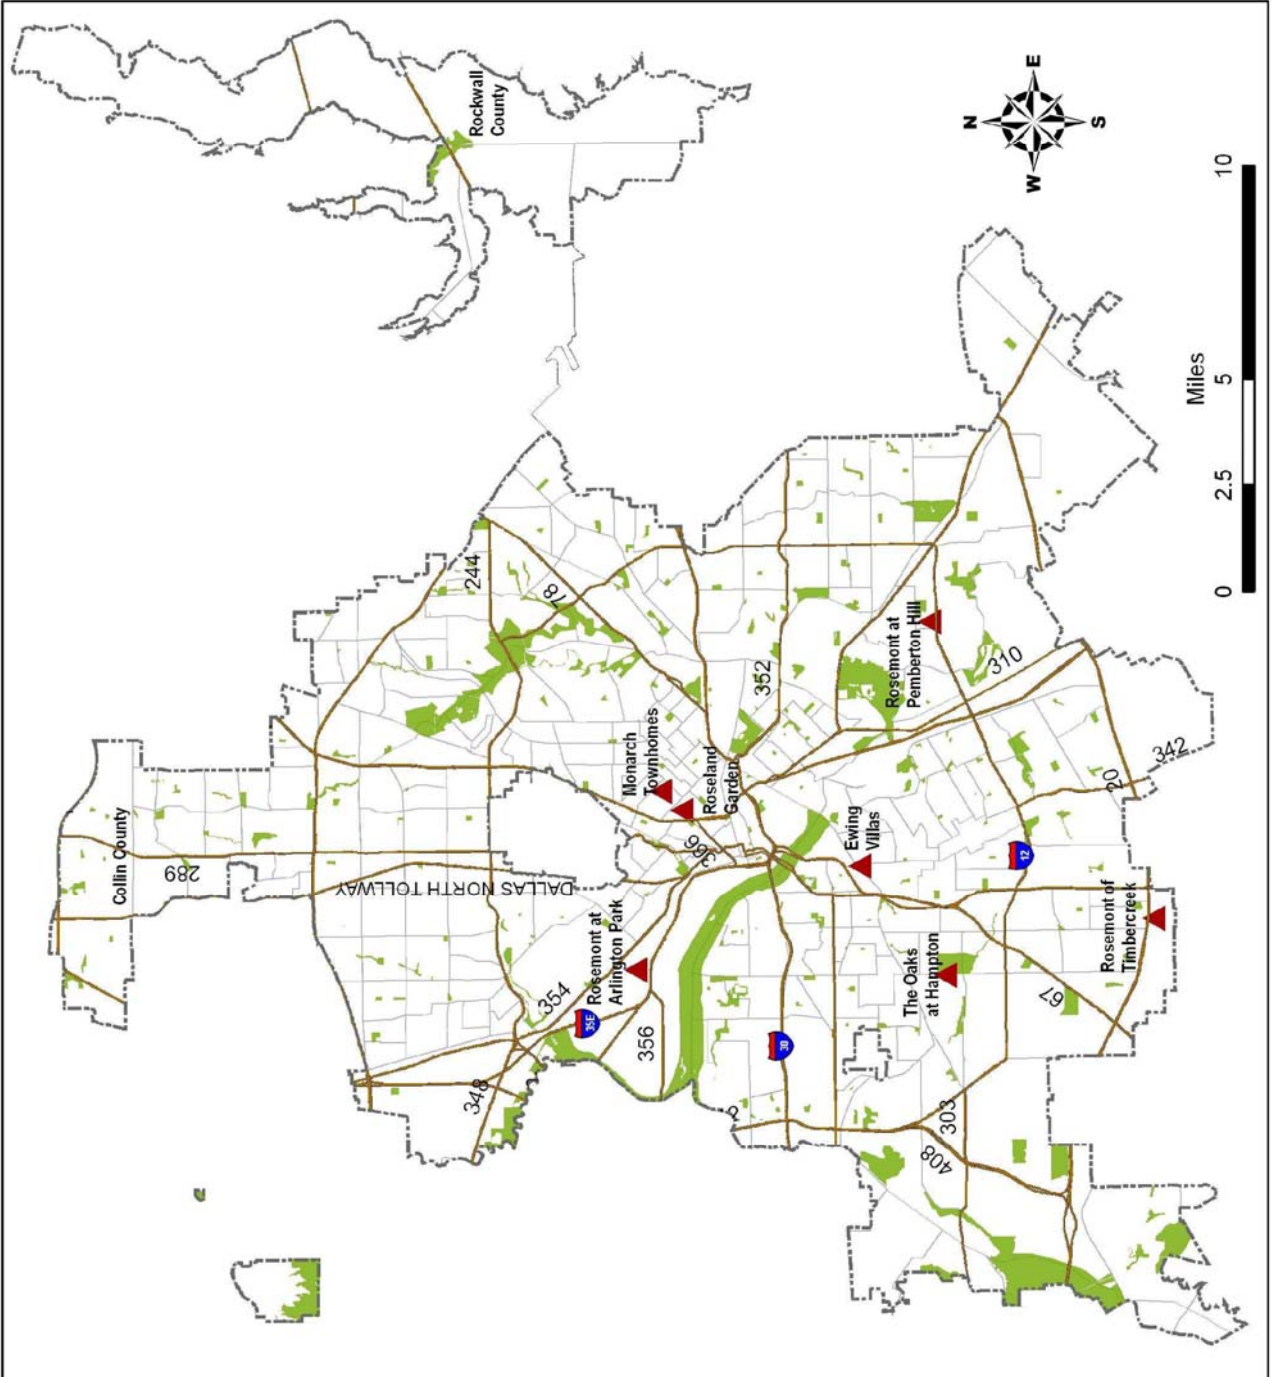 Collin County
289
DALLAS NORTH TOLLWAY
Rockwall
County
244
348
78
354
35E
Rosemont at
Arlington Park
Monarch
Townhomes
356
366
Roseland
Garden
352
30
Ewing
Villas
Rosemont at
Pemberton Hill
The Oaks
at Hampton
408
303
310
12
67
Rosemont of
Timbercreek
20
342
N
W E
S
Miles
0 2.5 5 10